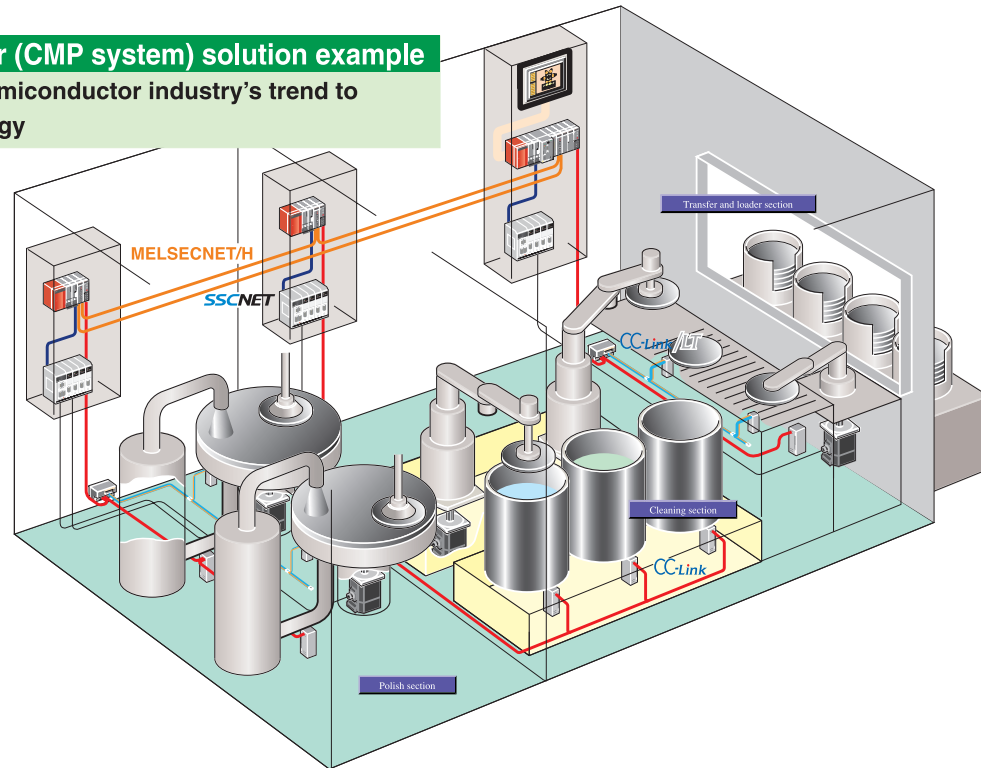 r (CMP system) solution example
miconductor industry's trend to
gy
Transfer and loader section
MELSECNET/H
SSCNET
CC-Link/LT
Cleaning section
CC-Link
Polish section